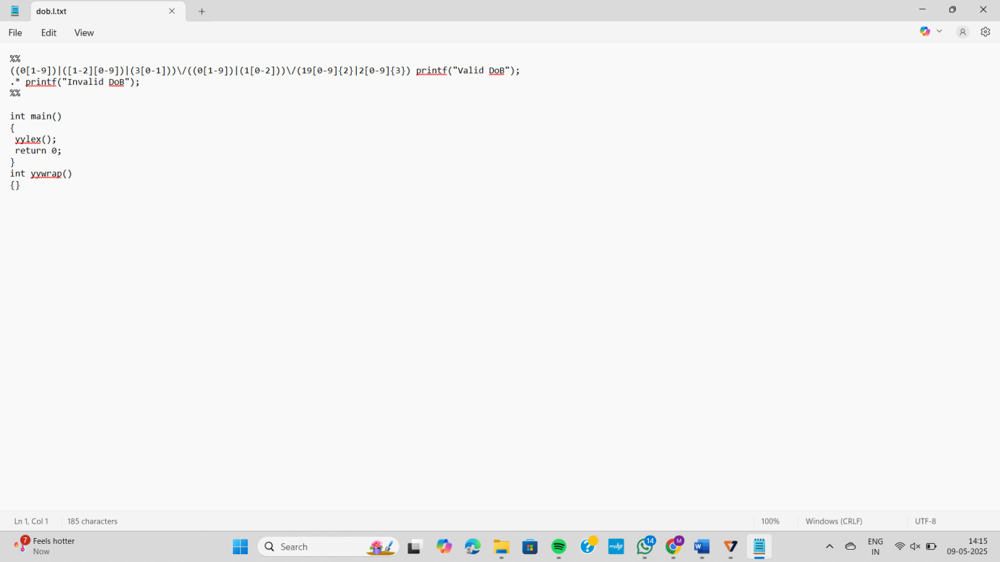 dob.l.txt
File Edit View
%%
((0[1-9])|([1-2][0-9])|(3[0-1]))\/((0[1-9])|(1[0-2]))\/(19[0-9]{2}|2[0-9]{3}) printf("Valid DoB");
.* printf("Invalid DoB");
%%
int main()
{
yylex();
return 0;
}
int yywrap()
{}
Ln 1, Col 1 185 characters 100% Windows (CRLF) UTF-8
7 Feels hotter
Now
Search
myhp
14
M
ENG
IN
14:15
09-05-2025